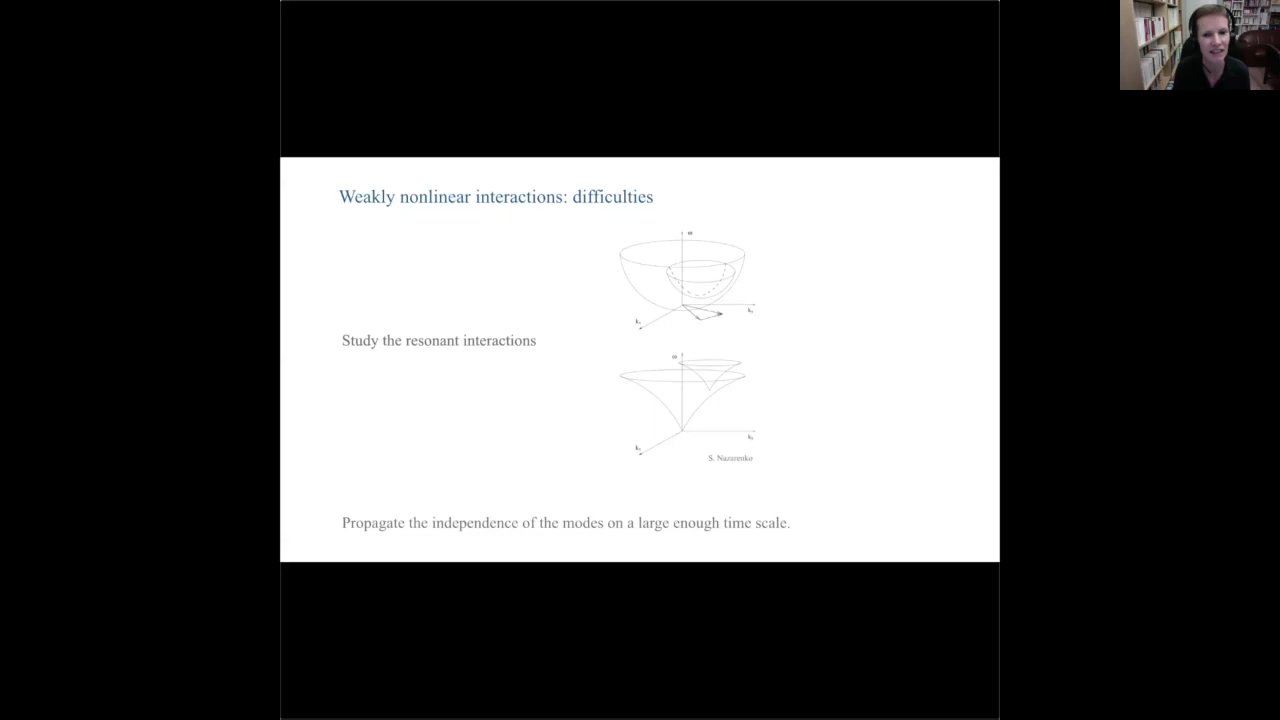 Weakly nonlinear interactions: difficulties
ω
Study the resonant interactions
ω
S. Nazarenko
Propagate the independence of the modes on a large enough time scale.